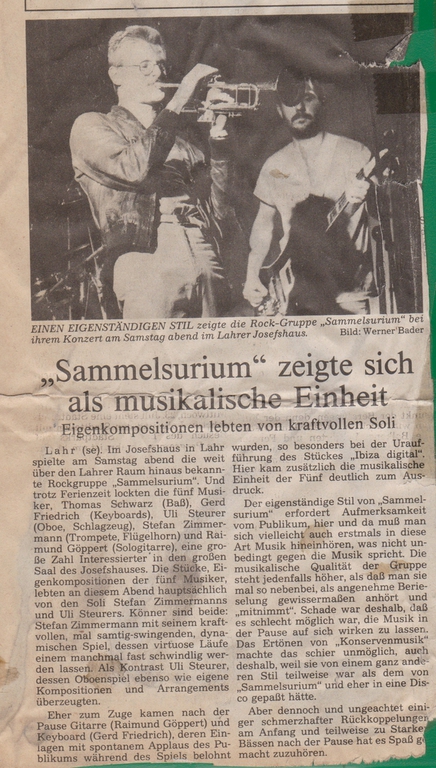 EINEN EIGENSTÄNDIGEN STIL zeigte die Rock-Gruppe „Sammelsurium" bei
ihrem Konzert am Samstag abend im Lahrer Josefshaus. Bild: Werner Bader
„Sammelsurium" zeigte sich
als musikalische Einheit
Eigenkompositionen lebten von kraftvollen Soli
Lahr (se). Im Josefshaus in Lahr
spielte am Samstag abend die weit
über den Lahrer Raum hinaus bekann-
te Rockgruppe „Sammelsurium". Und
trotz Ferienzeit lockten die fünf Musi-
ker, Thomas Schwarz (Baß), Gerd
Friedrich (Keyboards), Uli Steurer
(Oboe, Schlagzeug), Stefan Zimmer-
mann (Trompete, Flügelhorn) und Rai-
mund Göppert (Sologitarre), eine gro-
ße Zahl Interessierter in den großen
Saal des Josefshauses. Die Stücke, Ei-
genkompositionen der fünf Musiker,
lebten an diesem Abend hauptsächlich
von den Soli Stefan Zimmermanns
und Uli Steurers. Könner sind beide:
Stefan Zimmermann mit seinem kraft-
vollen, mal samtig-swingenden, dyna-
mischen Spiel, dessen virtuose Läufe
einem manchmal fast schwindlig wer-
den lassen. Als Kontrast Uli Steurer,
dessen Oboenspiel ebenso wie eigene
Kompositionen und Arrangements
überzeugten.
Eher zum Zuge kamen nach der
Pause Gitarre (Raimund Göppert) und
Keyboard (Gerd Friedrich), deren Ein-
lagen mit spontanem Applaus des Pu-
blikums während des Spiels belohnt
wurden, so besonders bei der Urauf-
führung des Stückes „Ibiza digital".
Hier kam zusätzlich die musikalische
Einheit der Fünf deutlich zum Aus-
druck.
Der eigenständige Stil von „Sammel-
surium" erfordert Aufmerksamkeit
vom Publikum, hier und da muß man
sich vielleicht auch erstmals in diese
Art Musik hineinhören, was nicht un-
bedingt gegen die Musik spricht. Die
musikalische Qualität der Gruppe
steht jedenfalls höher, als daß man sie
mal so nebenbei, als angenehme Berie-
selung gewissermaßen anhört und
„mitnimmt". Schade war deshalb, daß
es schlecht möglich war, die Musik in
der Pause auf sich wirken zu lassen.
Das Ertönen von „Konservenmusik"
machte das schier unmöglich, auch
deshalb, weil sie von einem ganz ande-
ren Stil teilweise war als dem von
„Sammelsurium" und eher in eine Dis-
co gepaßt hätte.
Aber dennoch und ungeachtet eini-
ger schmerzhafter Rückkoppelungen
am Anfang und teilweise zu starker
Bässen nach der Pause hat es Spaß ge-
macht zuzuhören.